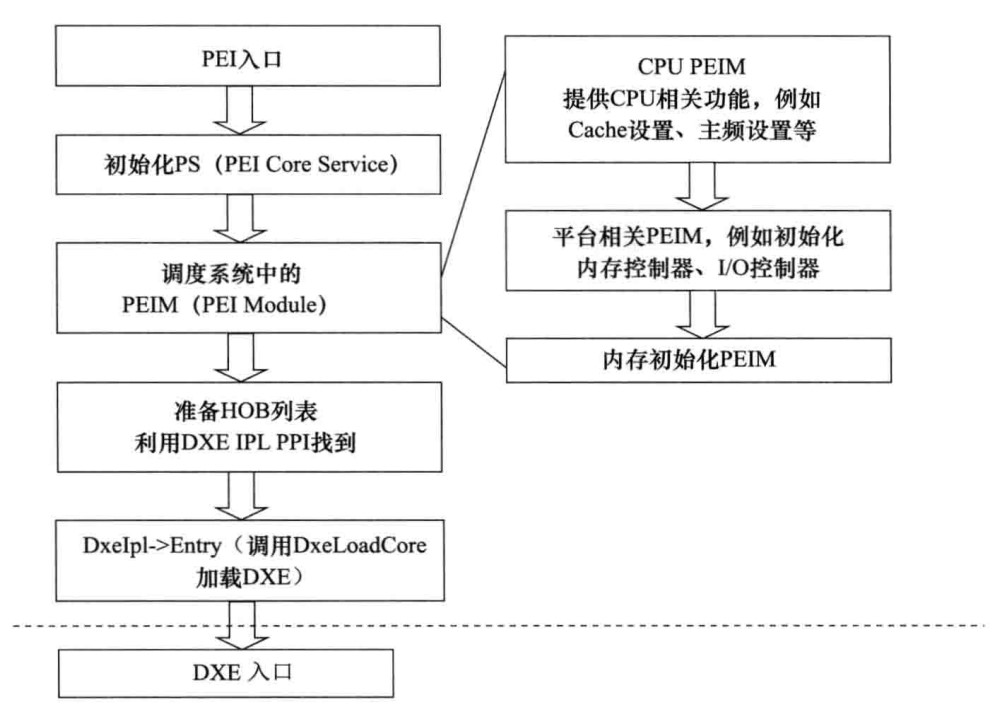 PEI入口
初始化PS（PEI Core Service）
调度系统中的
PEIM（PEI Module）
准备HOB列表
利用DXE IPL PPI找到
DxeIpl->Entry（调用DxeLoadCore
加载DXE）
DXE 入口
CPU PEIM
提供CPU相关功能，例如
Cache设置、主频设置等
平台相关PEIM，例如初始化
内存控制器、I/O控制器
内存初始化PEIM